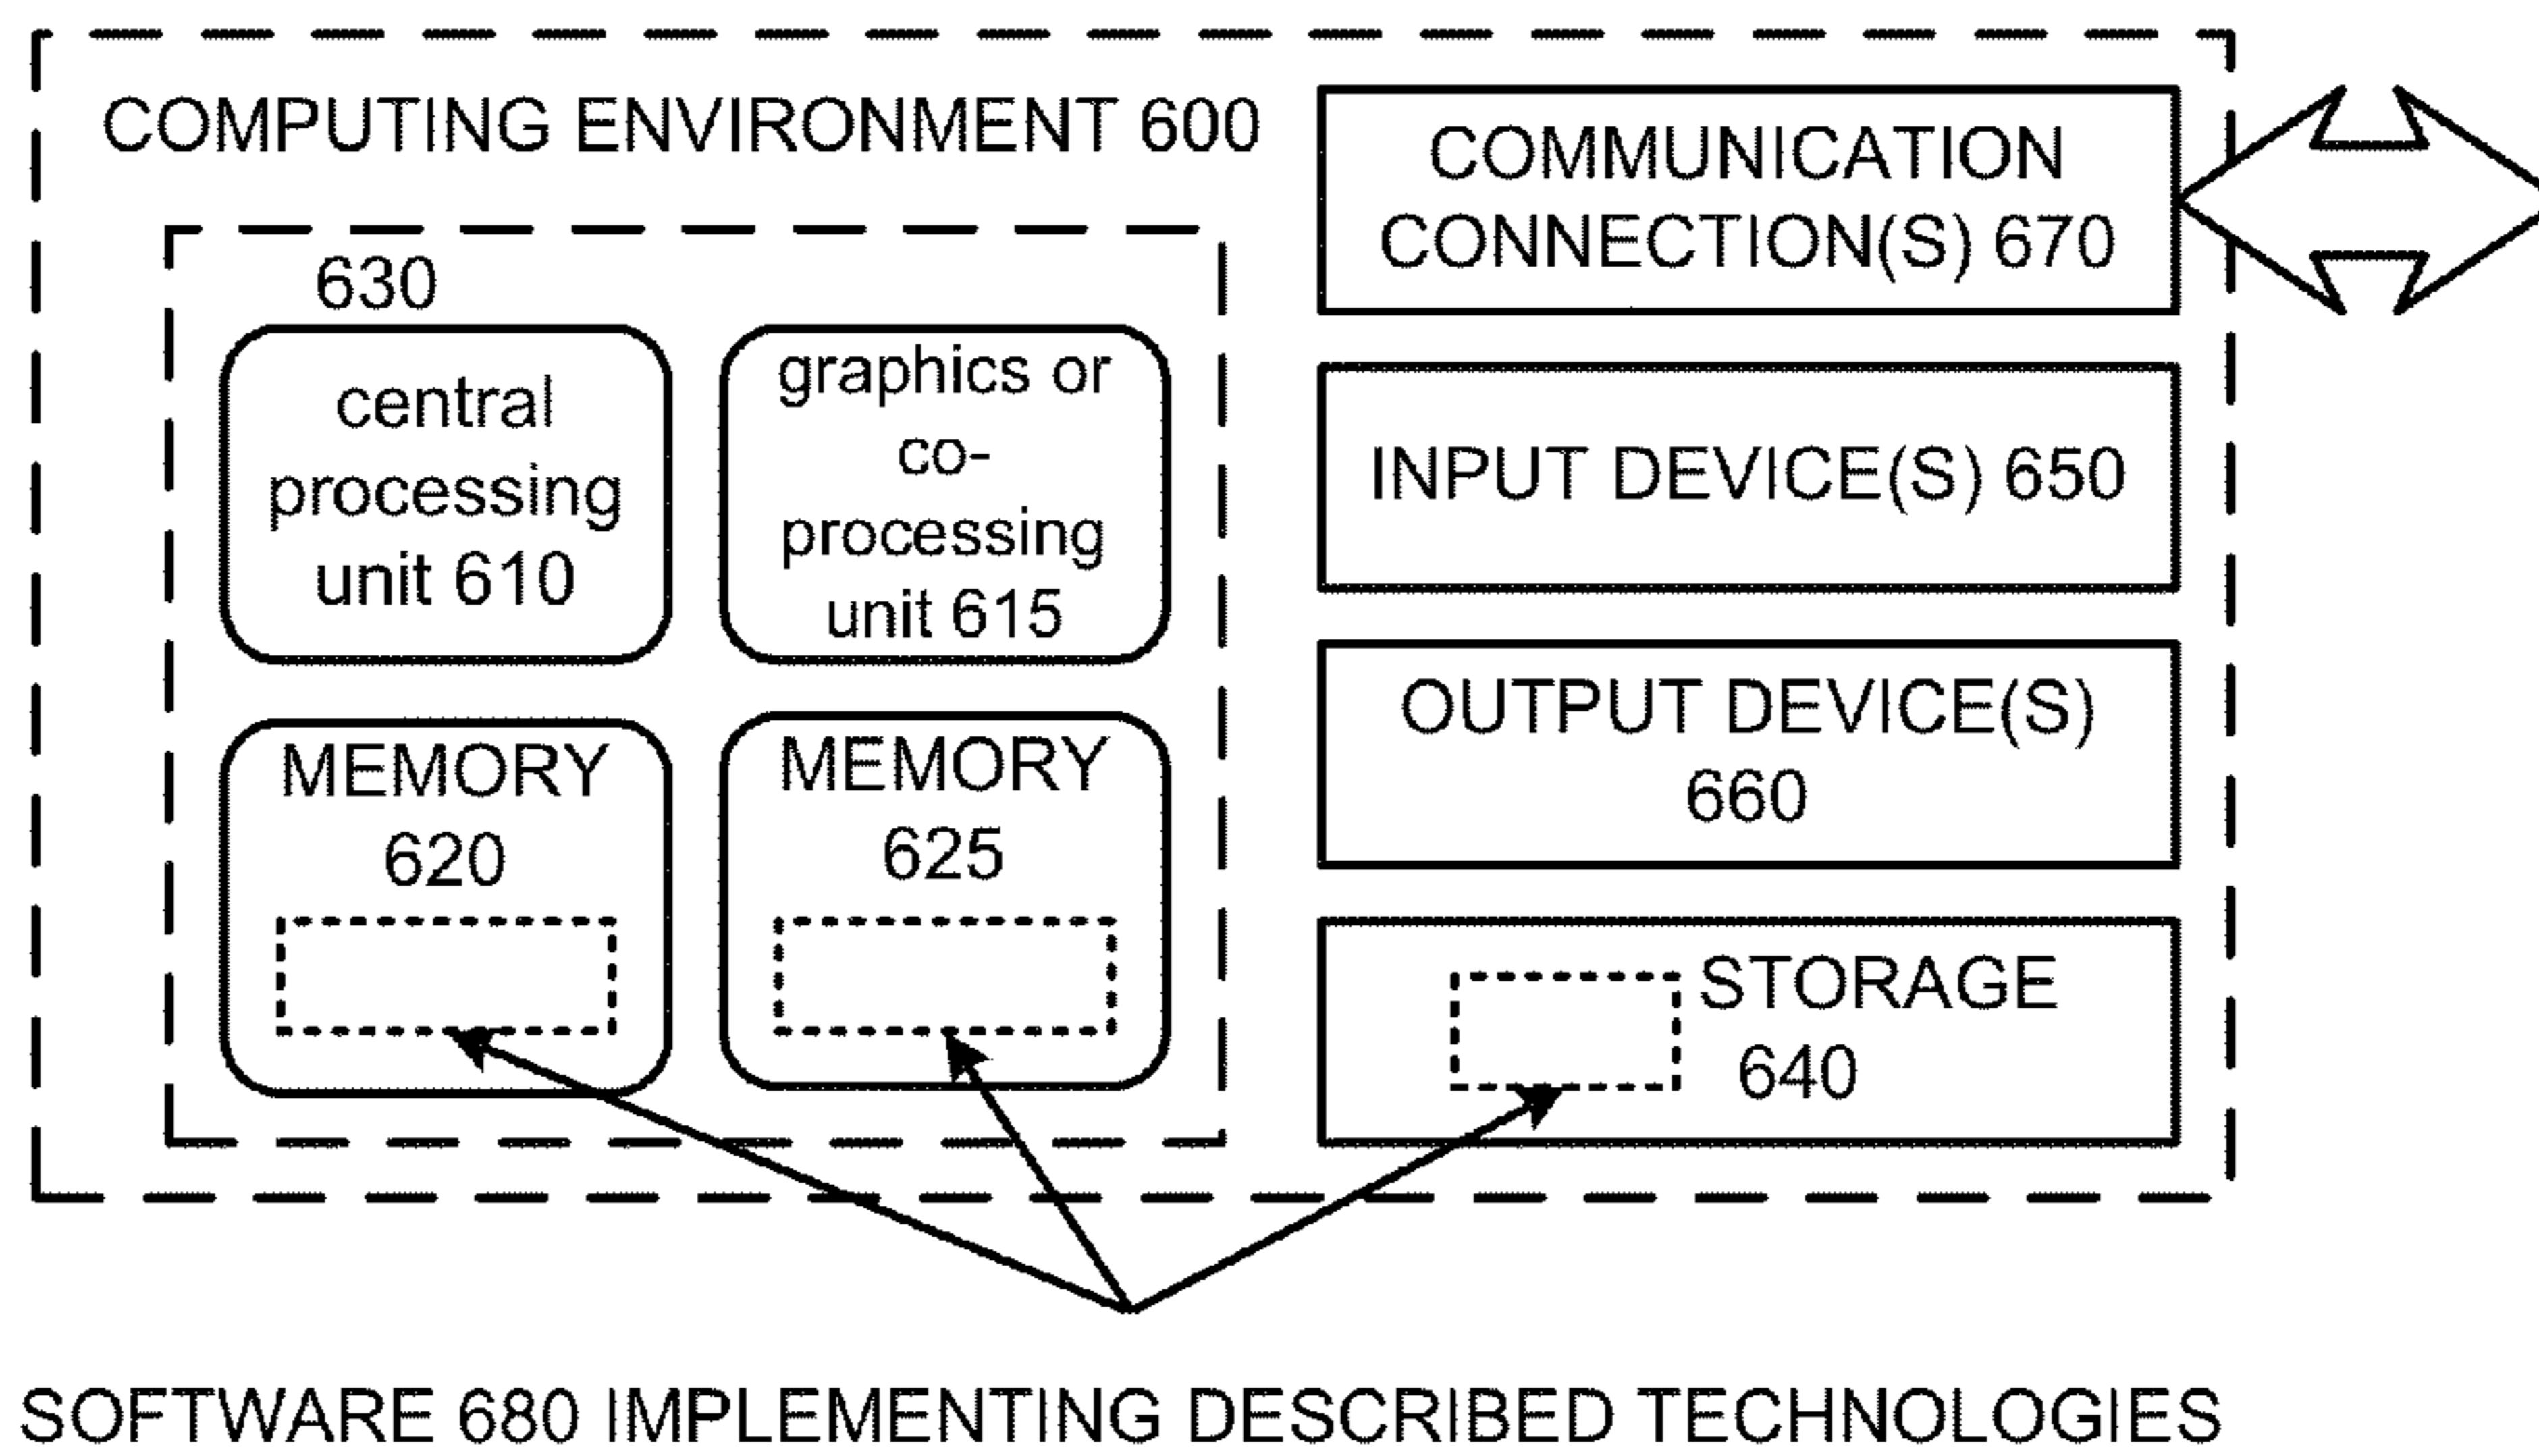 COMPUTING ENVIRONMENT 600
630
central
processing
unit 610
graphics or
co-
processing
unit 615
MEMORY
620
MEMORY
625
COMMUNICATION
CONNECTION(S) 670
INPUT DEVICE(S) 650
OUTPUT DEVICE(S)
660
STORAGE
640
SOFTWARE 680 IMPLEMENTING DESCRIBED TECHNOLOGIES